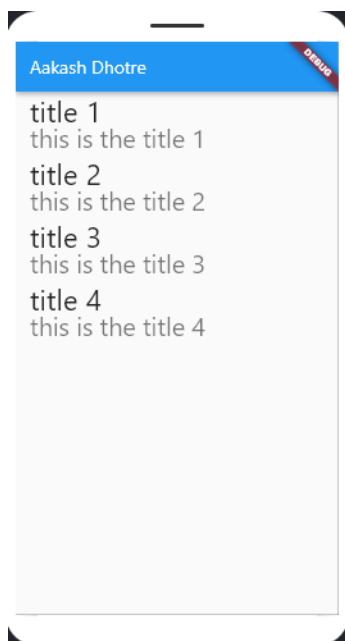 Aakash Dhotre
DEBUG
title 1
this is the title 1
title 2
this is the title 2
title 3
this is the title 3
title 4
this is the title 4